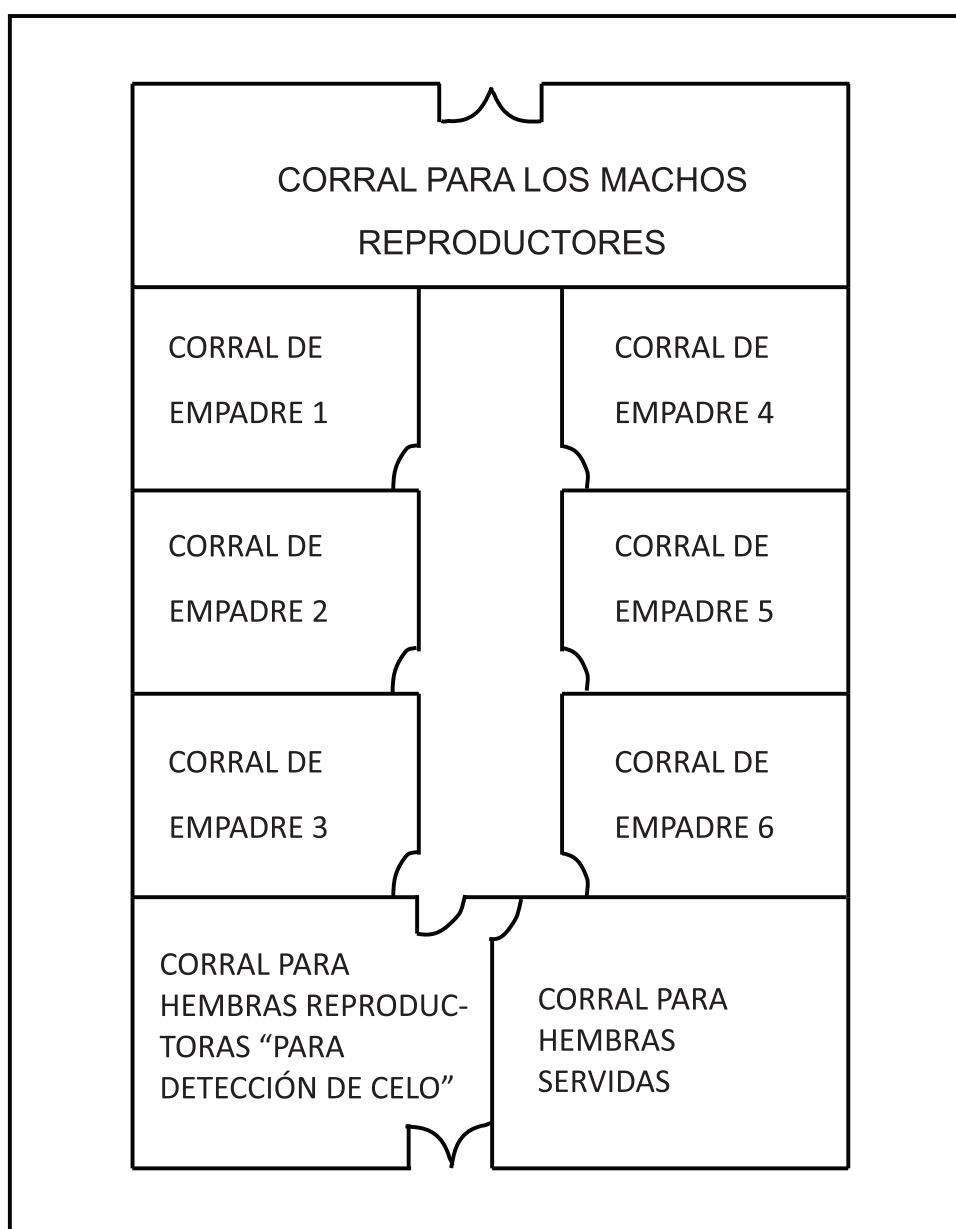 CORRAL PARA LOS MACHOS
REPRODUCTORES
CORRAL DE
EMPADRE 1
CORRAL DE
EMPADRE 4
CORRAL DE
EMPADRE 2
CORRAL DE
EMPADRE 5
CORRAL DE
EMPADRE 3
CORRAL DE
EMPADRE 6
CORRAL PARA
HEMBRAS REPRODUC-
TORAS “PARA
DETECCIÓN DE CELO”
CORRAL PARA
HEMBRAS
SERVIDAS